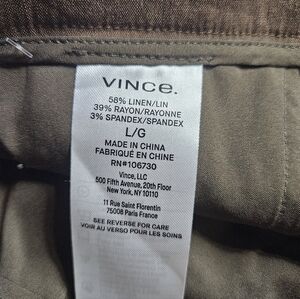 VINCE.
58% LINEN/LIN
39% RAYON/RAYONNE
3% SPANDEX/SPANDEX
L/G
MADE IN CHINA
FABRIQUÉ EN CHINE
RN#106730
Vince, LLC
500 Fifth Avenue, 20th Floor
New York, NY 10110
11 Rue Saint Florentin
75008 Paris France
SEE REVERSE FOR CARE
VOIR AU VERSO POUR LES SOINS